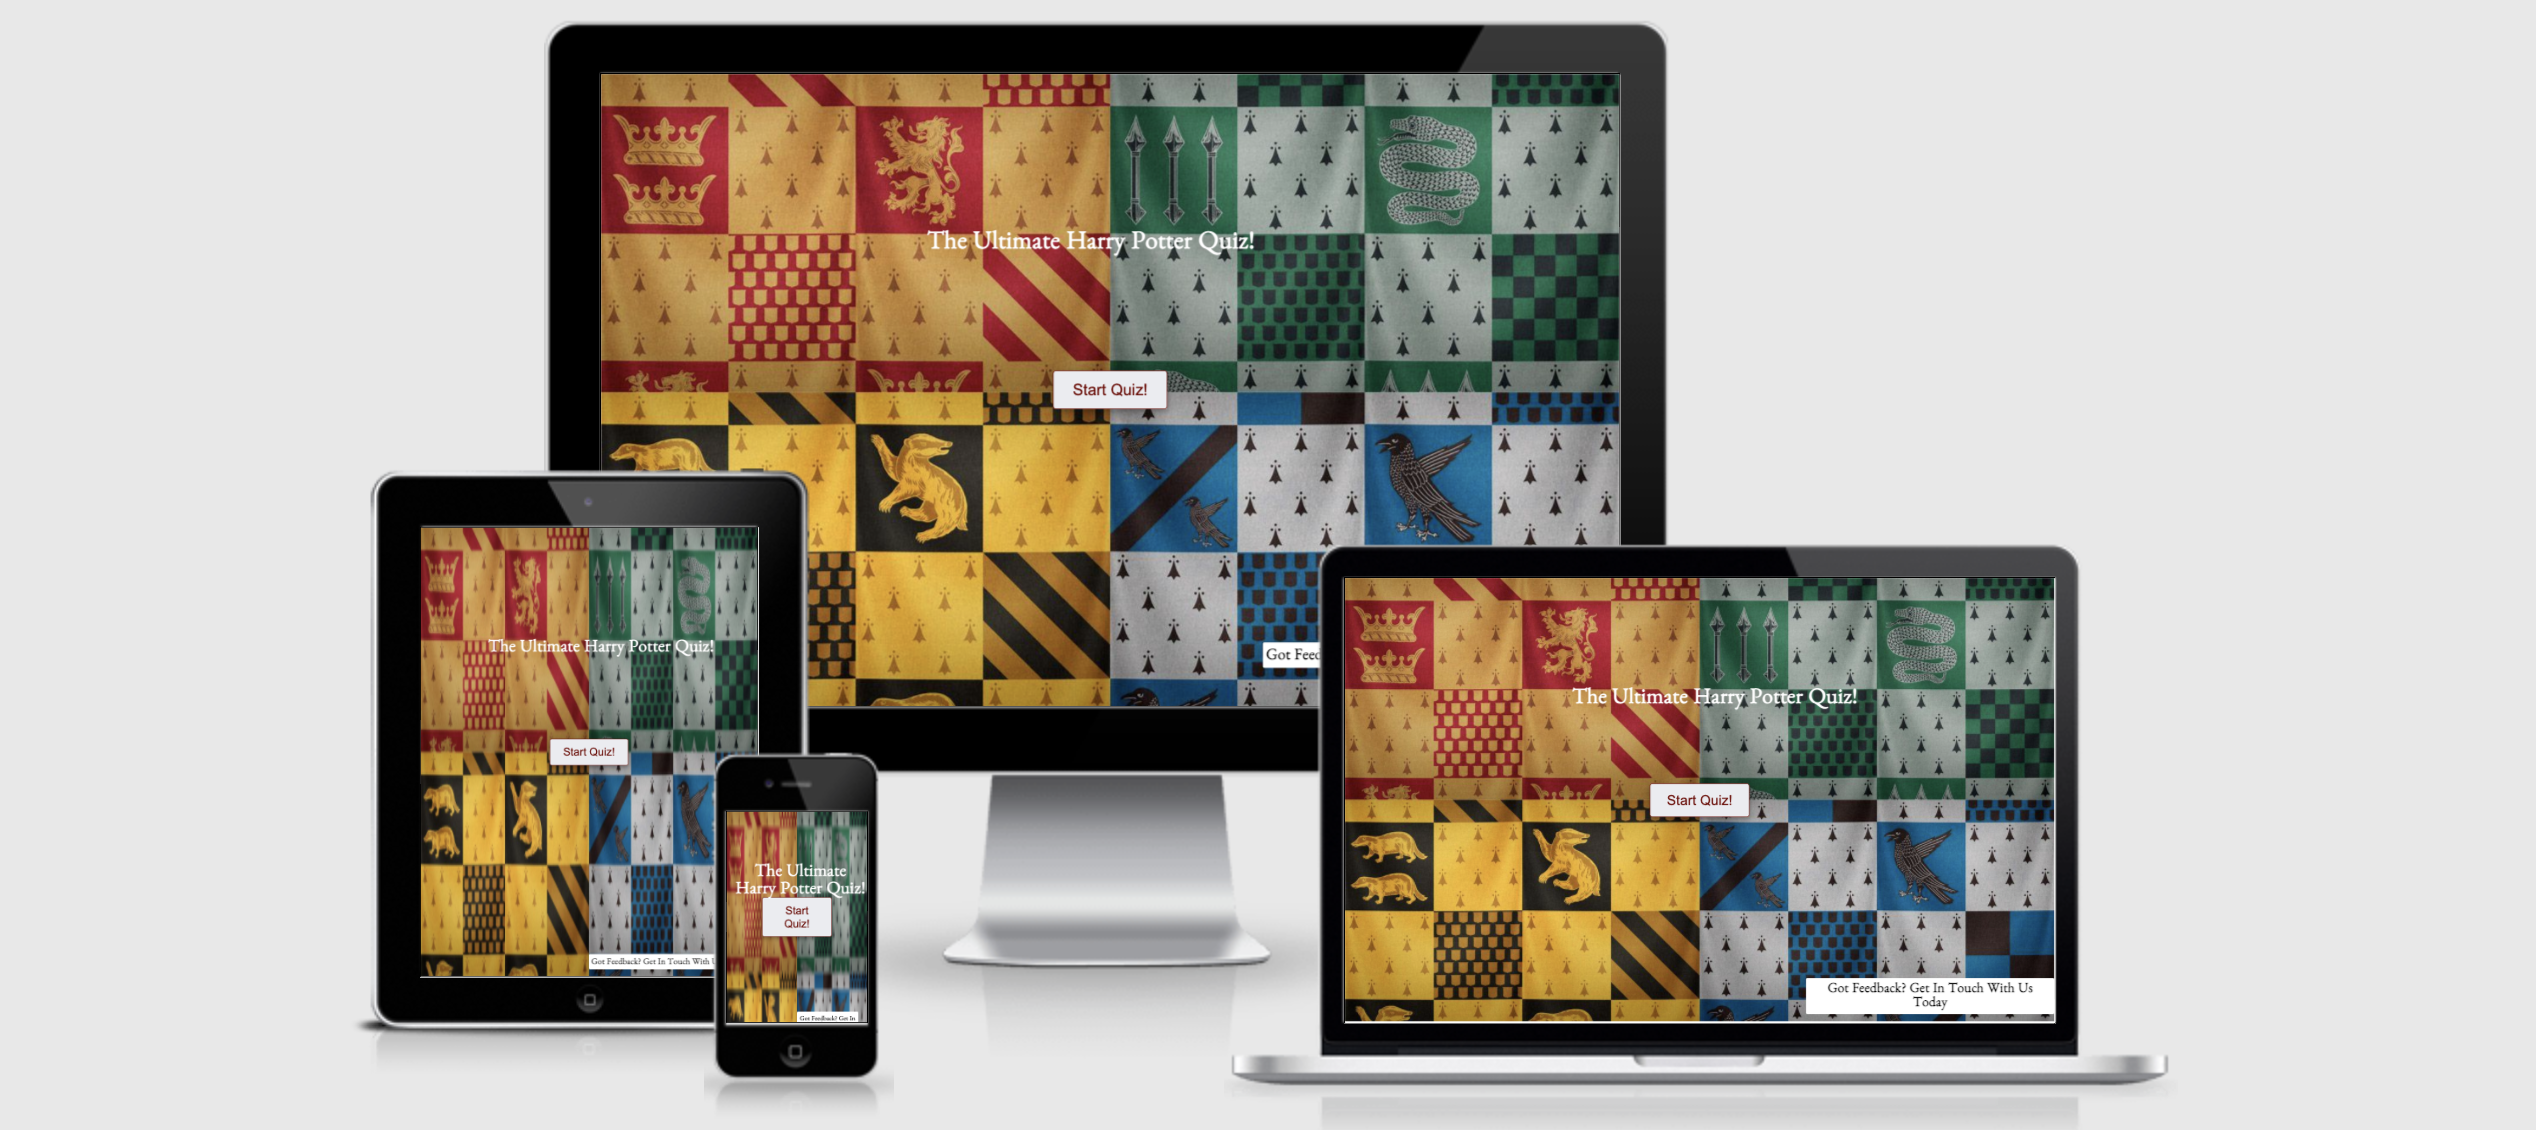 The Ultimate Harry Potter Quiz!
Start Quiz!
Got Feed
The Ultimate Harry Potter Quiz!
Start Quiz!
Got Feedback? Get In Touch With U
The Ultimate
Harry Potter Quiz!
Start
Quiz!
Got Feedback? Get In
The Ultimate Harry Potter Quiz!
Start Quiz!
Got Feedback? Get In Touch With Us
Today